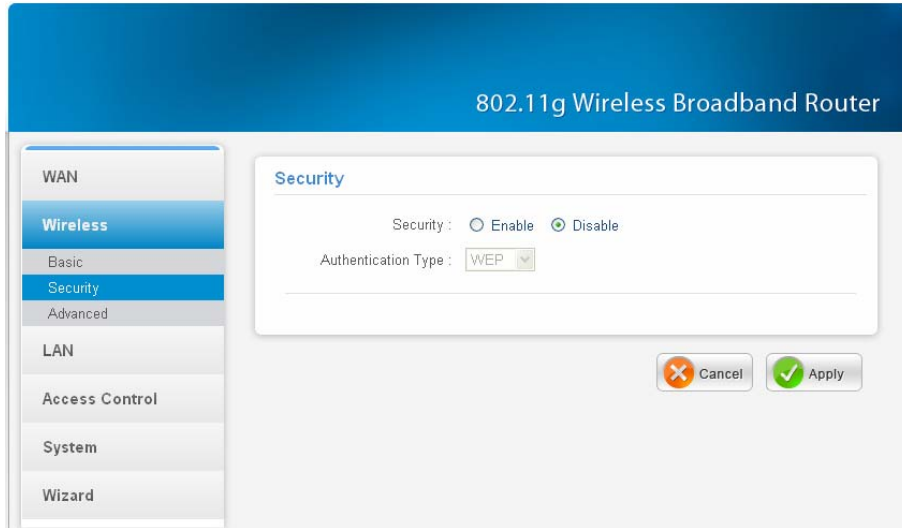 802.11g Wireless Broadband Router
WAN
Wireless
Basic
Security
Advanced
LAN
Access Control
System
Wizard
Security
Security : Enable Disable
Authentication Type : WEP
Cancel Apply